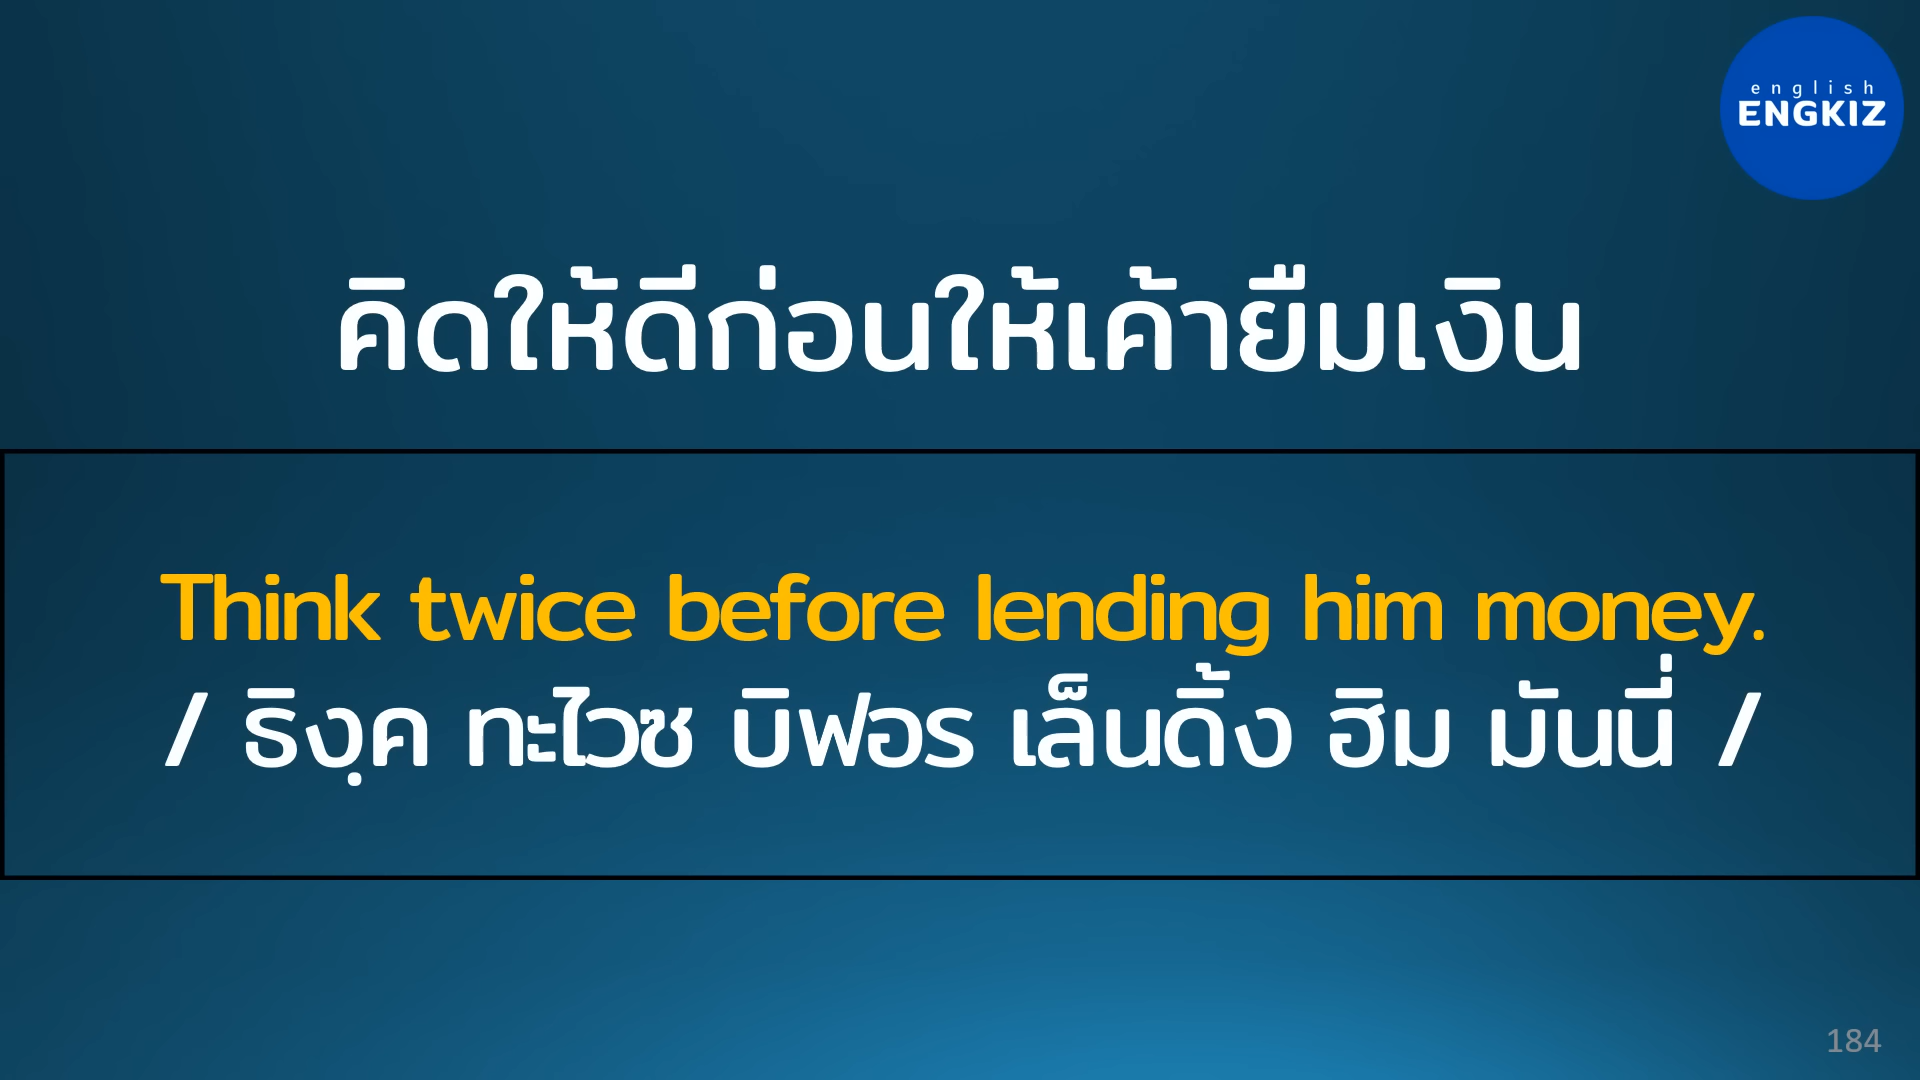 english
ENGKIZ
คิดให้ดีก่อนให้เค้ายืมเงิน
Think twice before lending him money.
/ ธิงฺค ทะไวซ บิฟอร เล็นดิ้ง ฮิม มันนี่ /
184